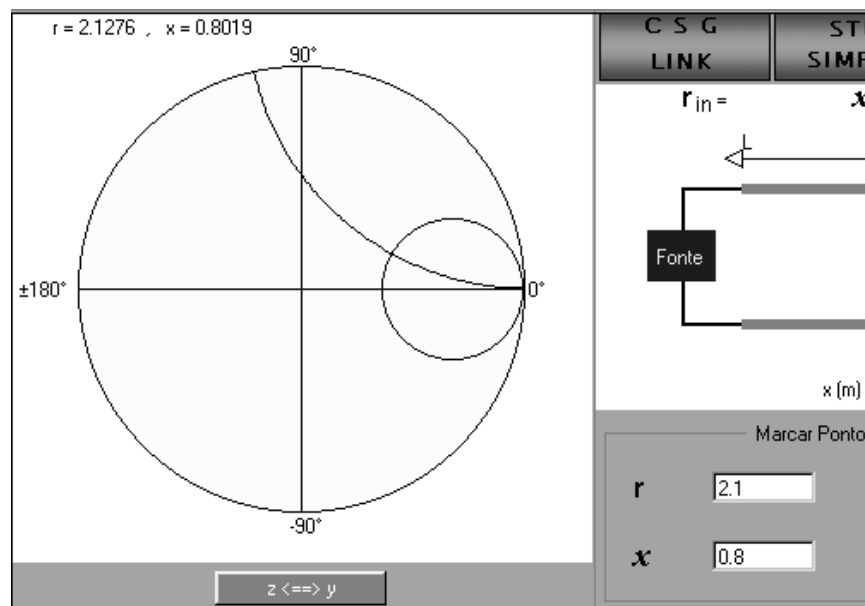 r = 2.1276 , x = 0.8019
90°
±180°
0°
-90°
z <==> y
C S G
LINK
r in =
x
L
Fonte
x (m)
Marcar Ponto
r
2.1
x
0.8